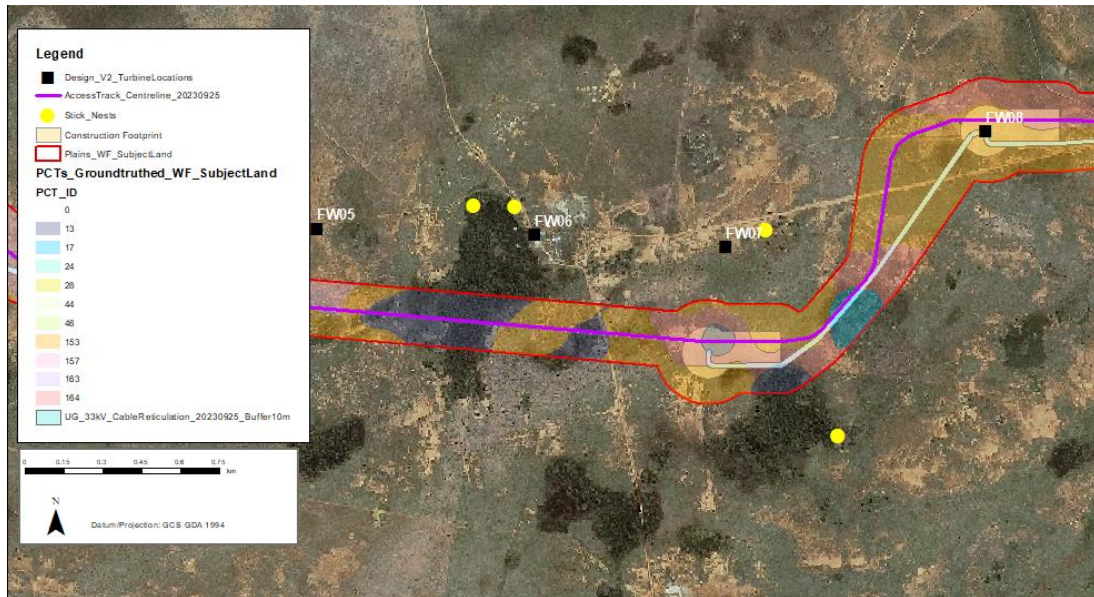 Legend
Design_V2_TurbineLocations
AccessTrack_Centreline_20230925
Stick_Nests
Construction Footprint
Plains_WF_SubjectLand
PCTs_Groundtruthed_WF_SubjectLand
PCT_ID
0
13
17
24
28
44
46
153
157
163
164
UG_33kV_CableReticulation_20230925_Buffer10m
0 0.15 0.3 0.45 0.6 0.75
km
N
Datum/Projection: GCS GDA 1994
FW05
FW06
FW07
FW08